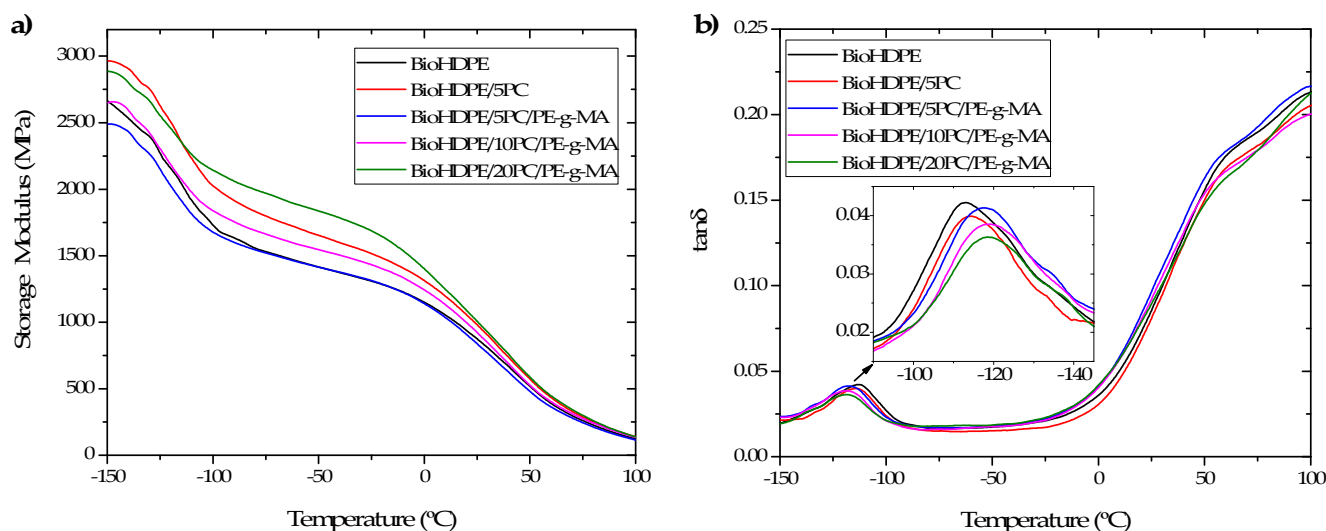 a)
3000
2500
2000
1500
1000
500
0
-150
-100
-50
0
50
100
Storage Modulus (MPa)
Temperature (ºC)
BioHDPE
BioHDPE/5PC
BioHDPE/5PC/PE-g-MA
BioHDPE/10PC/PE-g-MA
BioHDPE/20PC/PE-g-MA
b)
0.25
0.20
0.15
0.10
0.05
0.00
-150
-100
-50
0
50
100
tanδ
Temperature (ºC)
BioHDPE
BioHDPE/5PC
BioHDPE/5PC/PE-g-MA
BioHDPE/10PC/PE-g-MA
BioHDPE/20PC/PE-g-MA
0.04
0.03
0.02
-100
-120
-140